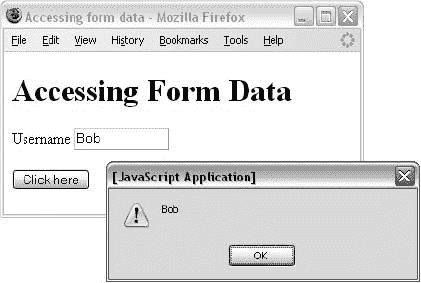 Accessing form data - Mozilla Firefox
File Edit View History Bookmarks Tools Help
Accessing Form Data
Username Bob
Click here
[JavaScript Application]
Bob
OK